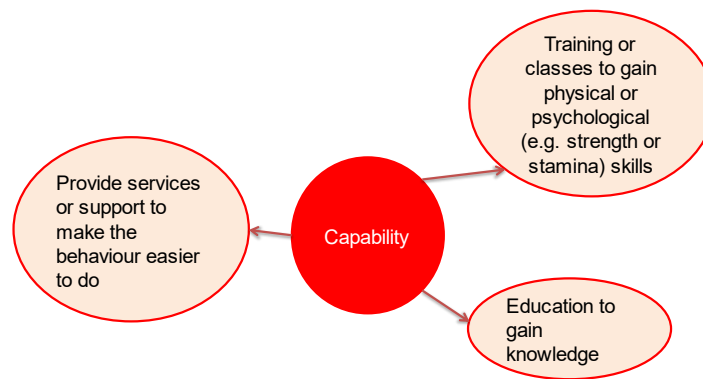 Training or
classes to gain
physical or
psychological
(e.g. strength or
stamina) skills
Provide services
or support to
make the
behaviour easier
to do
Capability
Education to
gain
knowledge